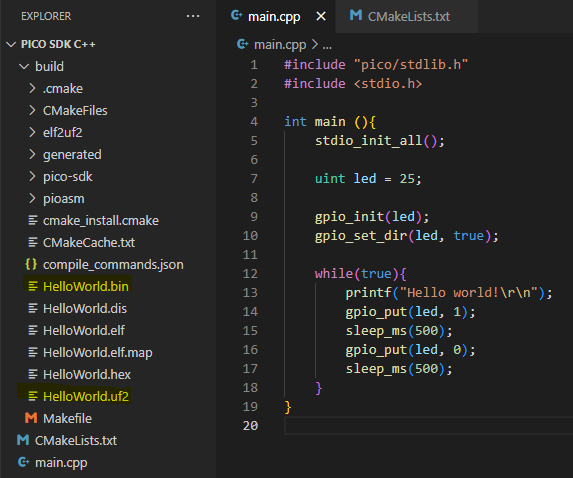 EXPLORER ...
PICO SDK C++
build
.cmake
CMakeFiles
elf2uf2
generated
pico-sdk
pioasm
cmake_install.cmake
CMakeCache.txt
compile_commands.json
HelloWorld.bin
HelloWorld.dis
HelloWorld.elf
HelloWorld.elf.map
HelloWorld.hex
HelloWorld.uf2
Makefile
CMakeLists.txt
main.cpp
main.cpp CMakeLists.txt
main.cpp > ...
1 #include "pico/stdlib.h"
2 #include <stdio.h>
3
4 int main (){
5 stdio_init_all();
6
7 uint led = 25;
8
9 gpio_init(led);
10 gpio_set_dir(led, true);
11
12 while(true){
13 printf("Hello world!\r\n");
14 gpio_put(led, 1);
15 sleep_ms(500);
16 gpio_put(led, 0);
17 sleep_ms(500);
18 }
19 }
20